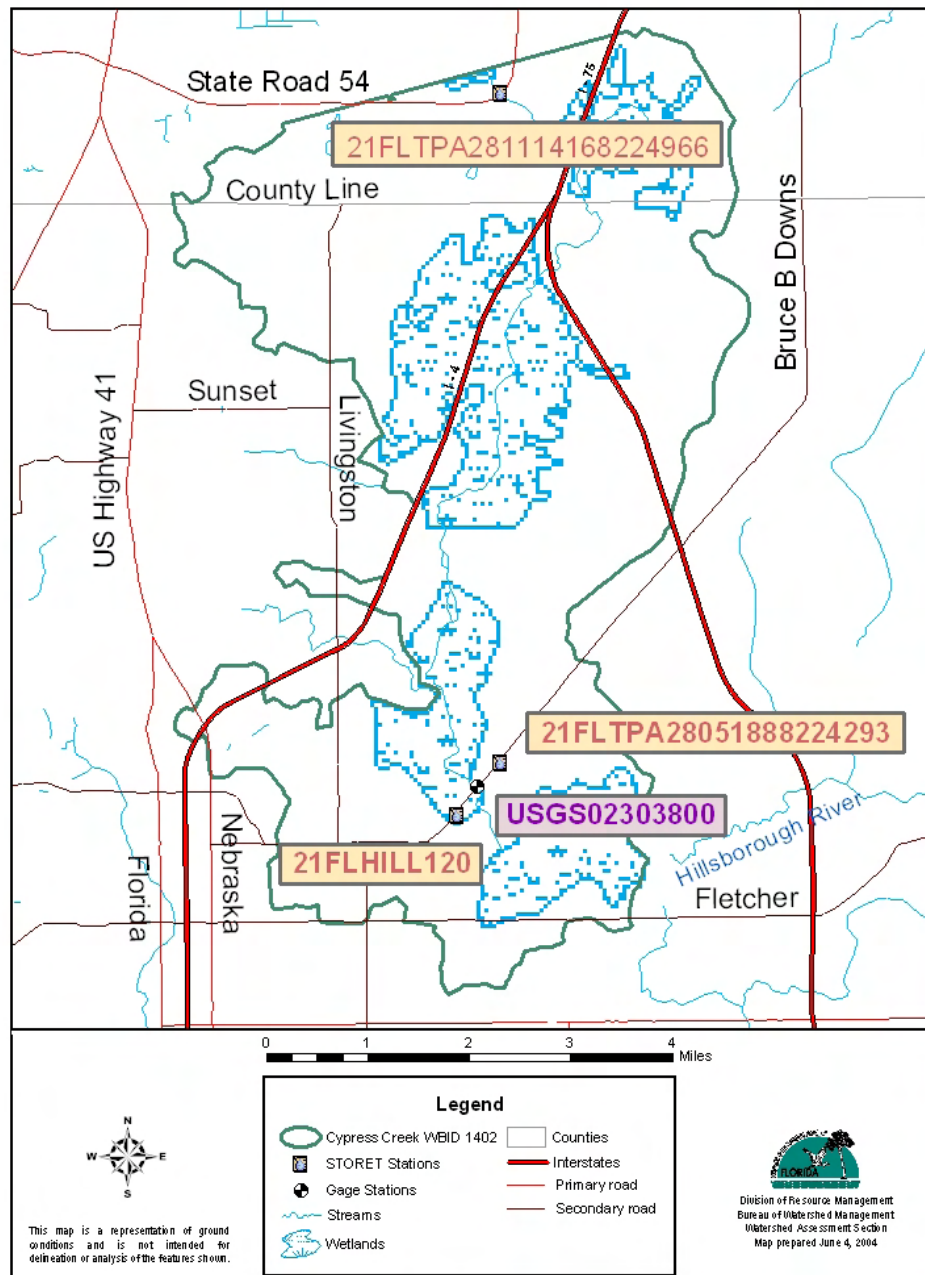 State Road 54
I-75
21FLTPA281114168224966
County Line
Bruce B Downs
I-4
Sunset
Livingston
US Highway 41
21FLTPA28051888224293
USGS02303800
Hillsborough River
21FLHILL120
Nebraska
Florida
Fletcher
0 1 2 3 4
Miles
Legend
Cypress Creek WBID 1402
Counties
STORET Stations
Interstates
Gage Stations
Primary road
Streams
Secondary road
Wetlands
N
W E
S
This map is a representation of ground
conditions and is not intended for
delineation or analysis of the features shown.
FLORIDA
Division of Resource Management
Bureau of Watershed Management
Watershed Assessment Section
Map prepared June 4, 2004